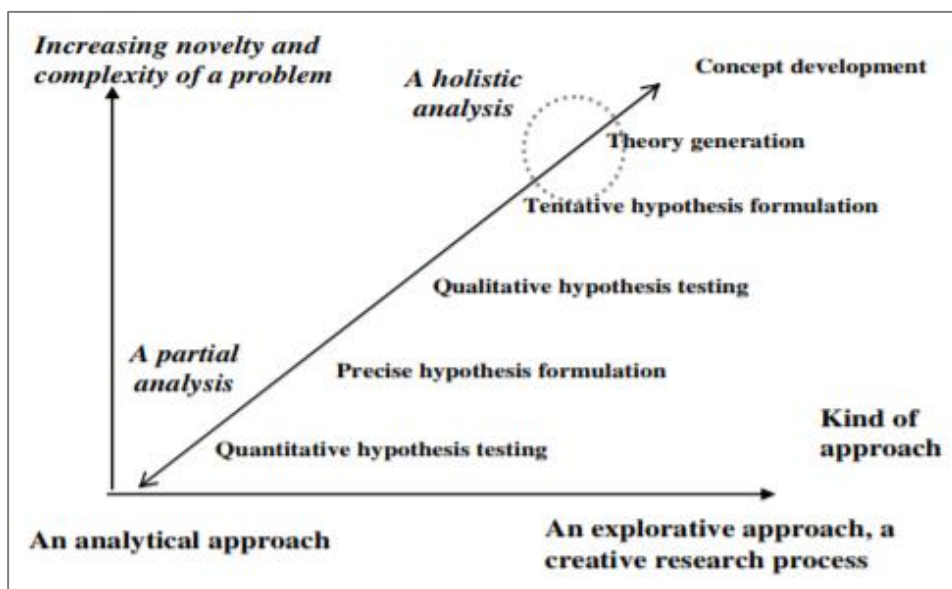 Increasing novelty and
complexity of a problem
A holistic
analysis
Concept development
Theory generation
Tentative hypothesis formulation
Qualitative hypothesis testing
A partial
analysis
Precise hypothesis formulation
Quantitative hypothesis testing
Kind of
approach
An analytical approach
An explorative approach, a
creative research process